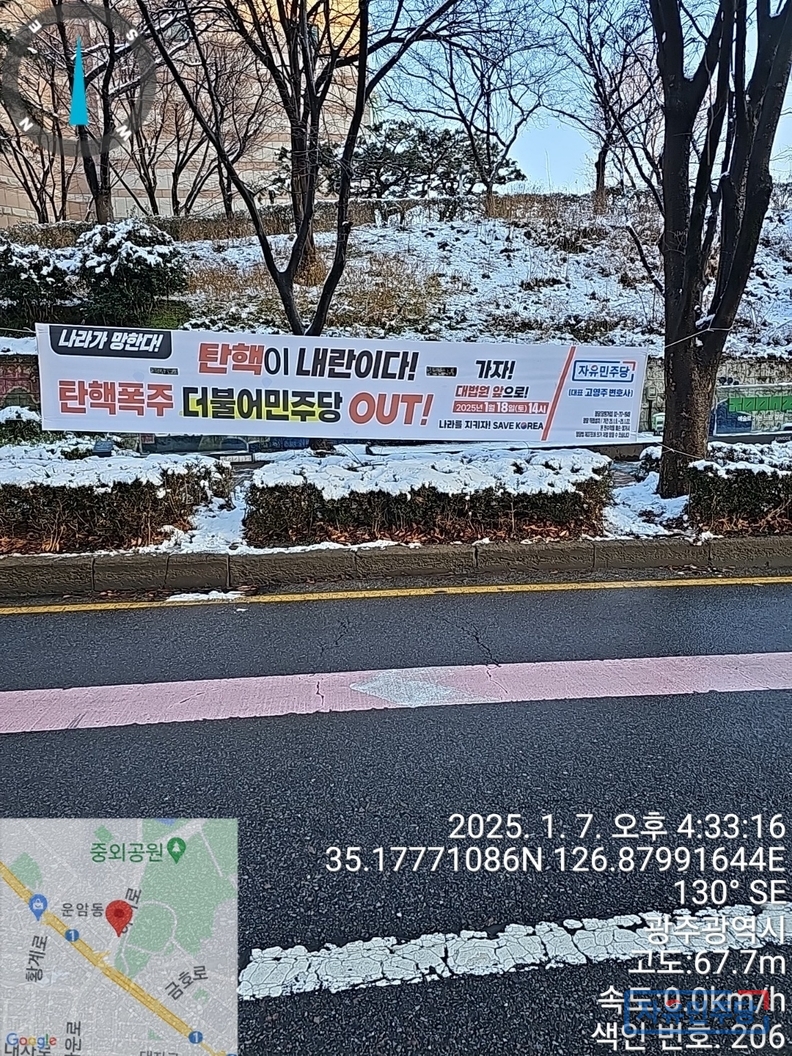 나라가 망한다!
탄핵이 내란이다! 가자!
탄핵폭주 더불어민주당 OUT!
대법원 앞으로!
2025년 1월 18일(토) 14시
나라를 지키자! SAVE KOREA
자유민주당
(대표 고영주 변호사)
S
E
N
W
중외공원
운암동
1
황계로
금호로
1
Google
2025. 1. 7. 오후 4:33:16
35.17771086N 126.87991644E
130° SE
광주광역시
고도:67.7m
속도:0.0km/h
색인 번호: 206